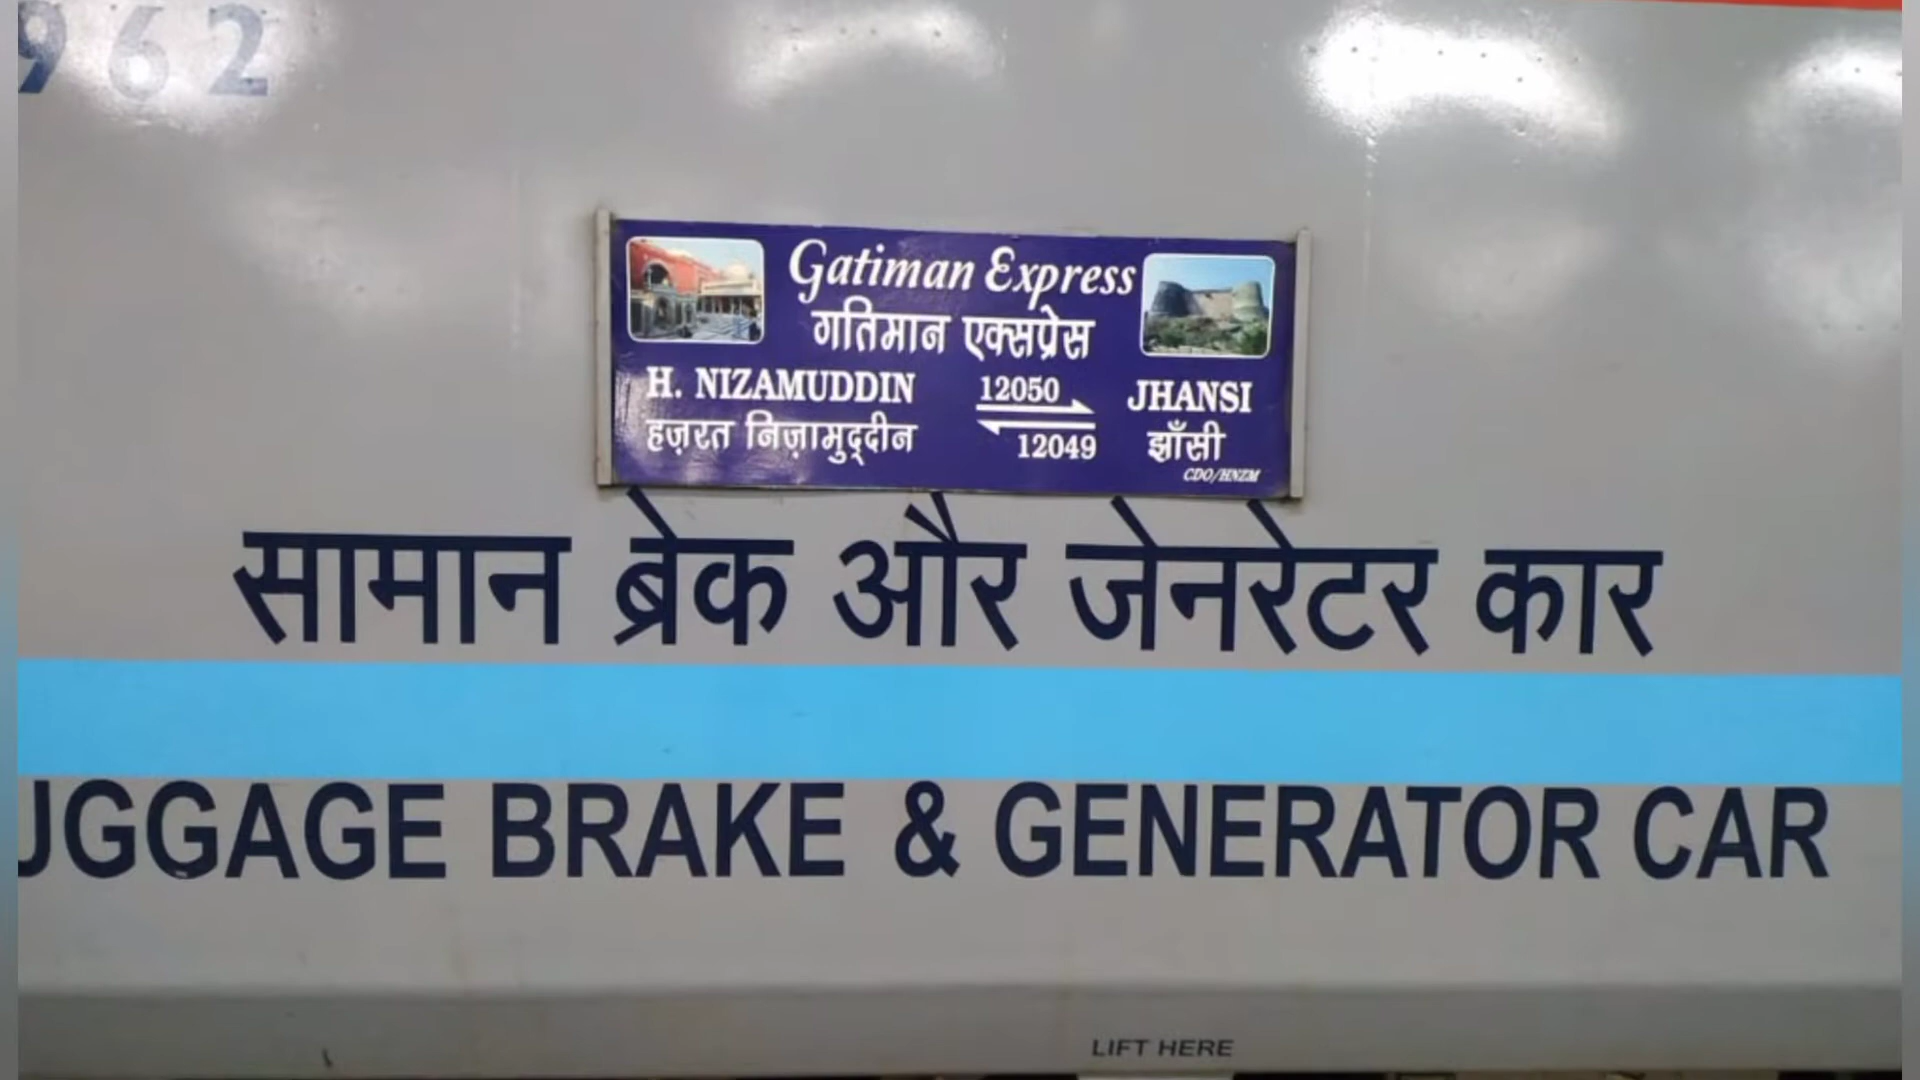 962
Gatiman Express
गतिमान एक्सप्रेस
H. NIZAMUDDIN 12050 JHANSI
हज़रत निज़ामुद्दीन 12049 झाँसी
CDO/HNZM
सामान ब्रेक और जेनरेटर कार
UGGAGE BRAKE & GENERATOR CAR
LIFT HERE